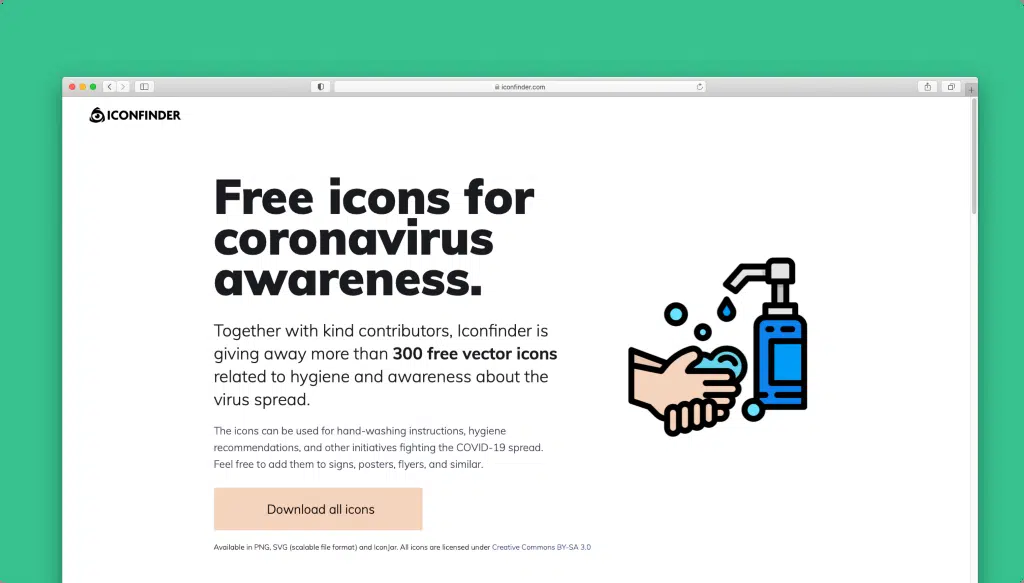 iconfinder.com
ICONFINDER
Free icons for
coronavirus
awareness.
Together with kind contributors, Iconfinder is
giving away more than 300 free vector icons
related to hygiene and awareness about the
virus spread.
The icons can be used for hand-washing instructions, hygiene
recommendations, and other initiatives fighting the COVID-19 spread.
Feel free to add them to signs, posters, flyers, and similar.
Download all icons
Available in PNG, SVG (scalable file format) and IconJar. All icons are licensed under Creative Commons BY-SA 3.0